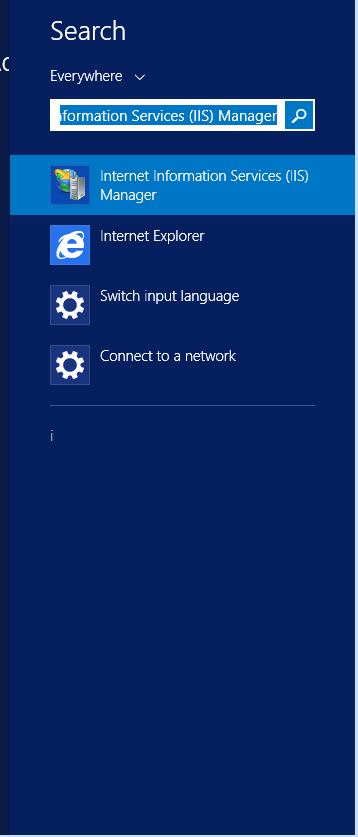 Search
Everywhere
nformation Services (IIS) Manager
Internet Information Services (IIS)
Manager
Internet Explorer
Switch input language
Connect to a network
i